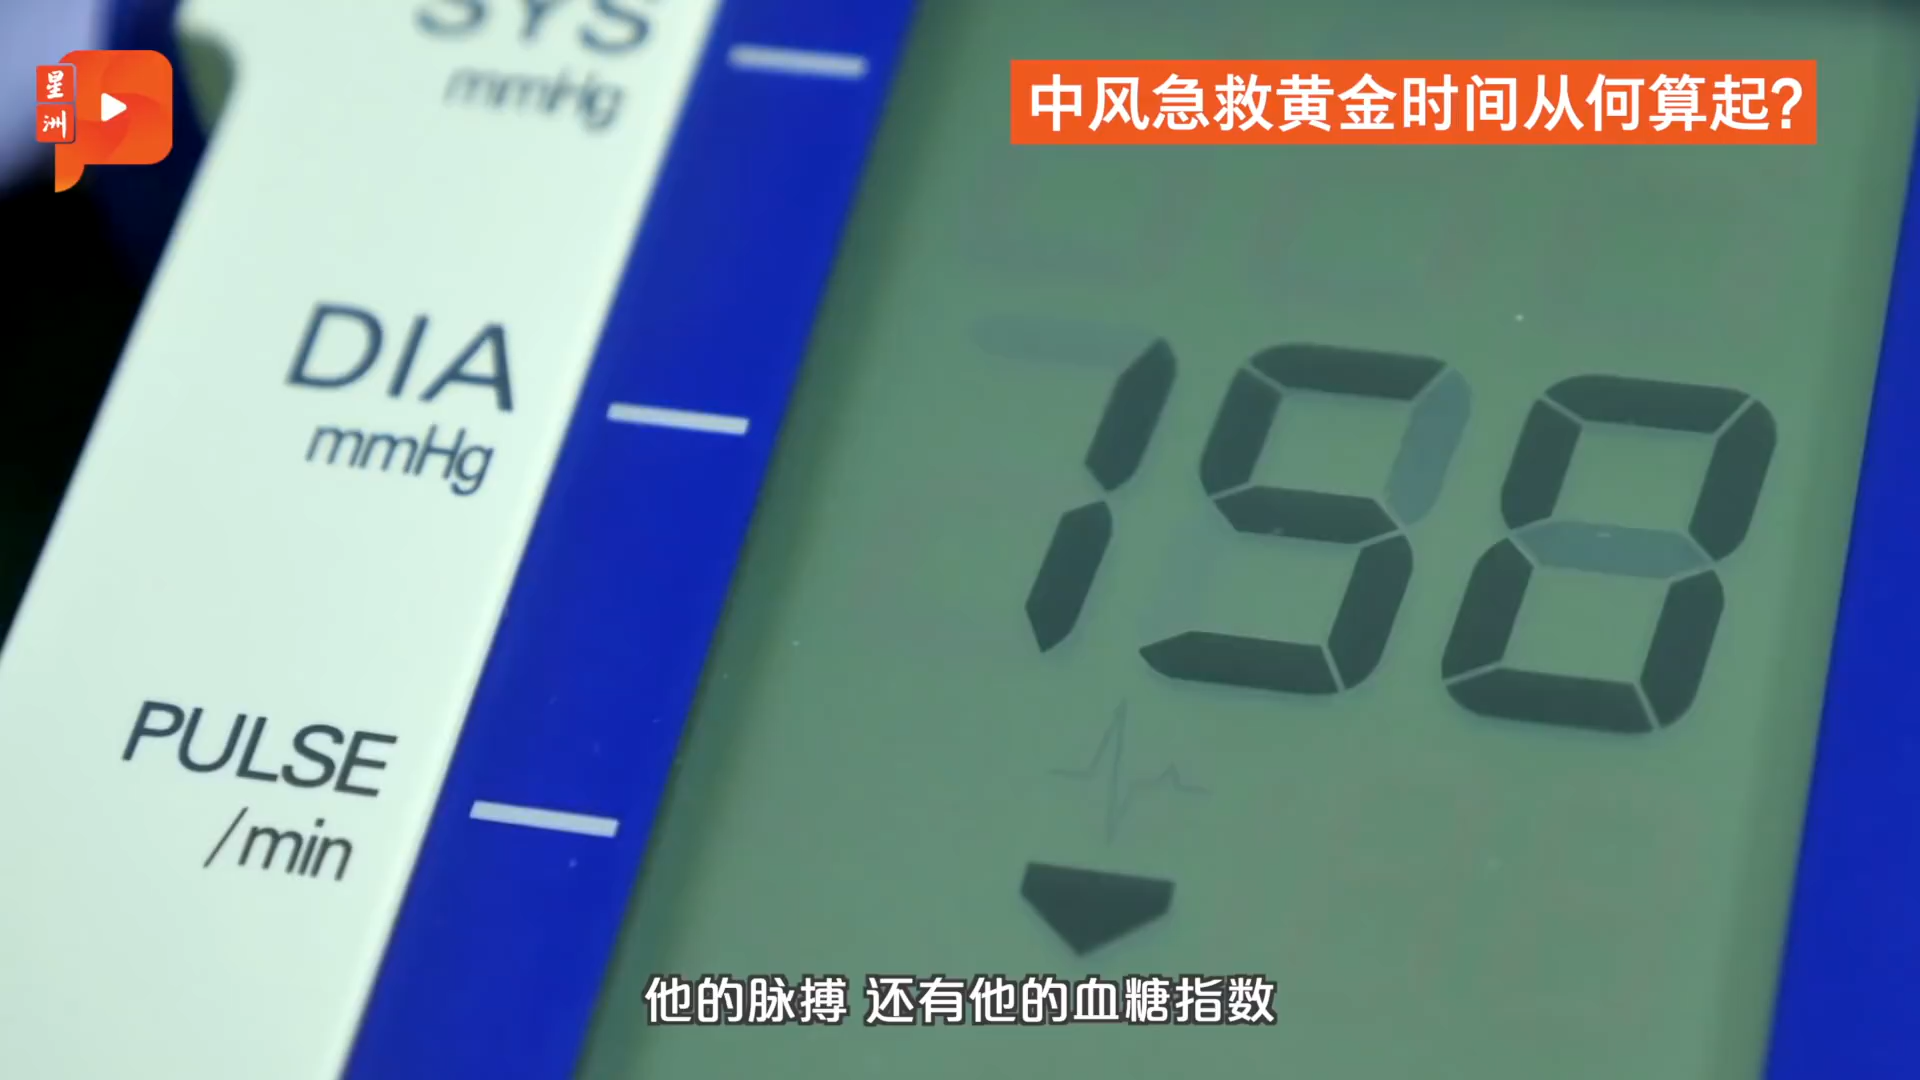 星洲
中风急救黄金时间从何算起?
SYS
mmHg
DIA
mmHg
150
PULSE
/min
他的脉搏 还有他的血糖指数